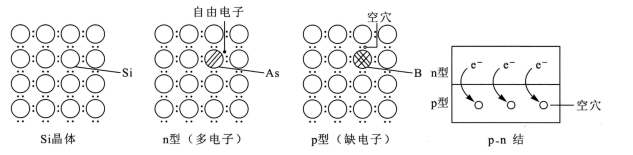 自由电子
空穴
Si
As
B
n型
e⁻ e⁻ e⁻
p型
空穴
Si晶体
n型（多电子）
p型（缺电子）
p-n 结